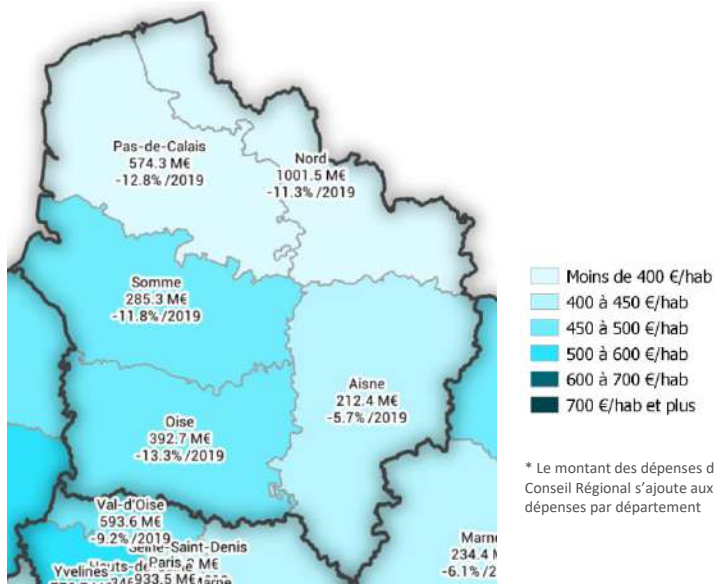 Pas-de-Calais
574.3 M€
-12.8% /2019
Nord
1001.5 M€
-11.3% /2019
Somme
285.3 M€
-11.8% /2019
Aisne
212.4 M€
-5.7% /2019
Oise
392.7 M€
-13.3% /2019
Val-d'Oise
593.6 M€
-9.2% /2019
Seine-Saint-Denis
Yvelines
Paris
M€
933.5 M€
Marn
234.4
-6.1% /2
Moins de 400 €/hab
400 à 450 €/hab
450 à 500 €/hab
500 à 600 €/hab
600 à 700 €/hab
700 €/hab et plus
* Le montant des dépenses d
Conseil Régional s’ajoute aux
dépenses par département